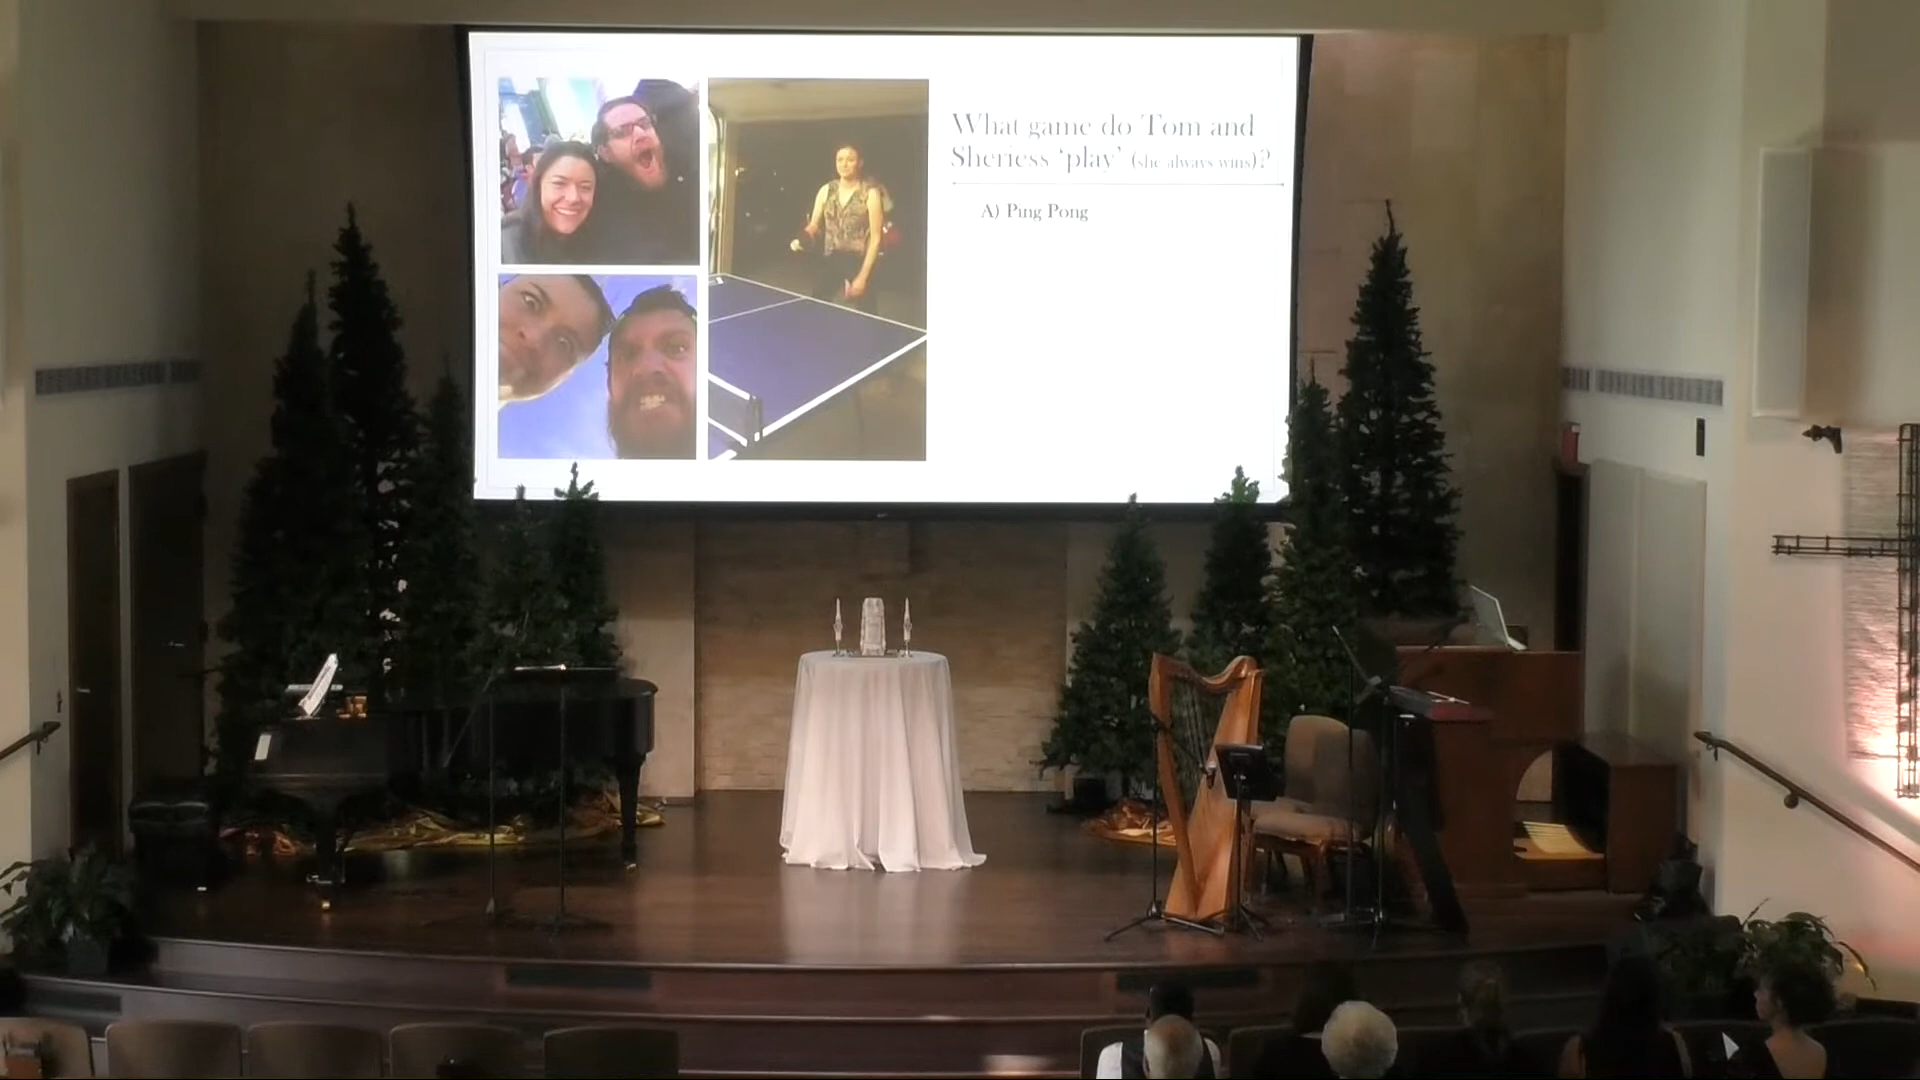 What game do Tom and
Sheriess 'play' (she always wins)?
A) Ping Pong